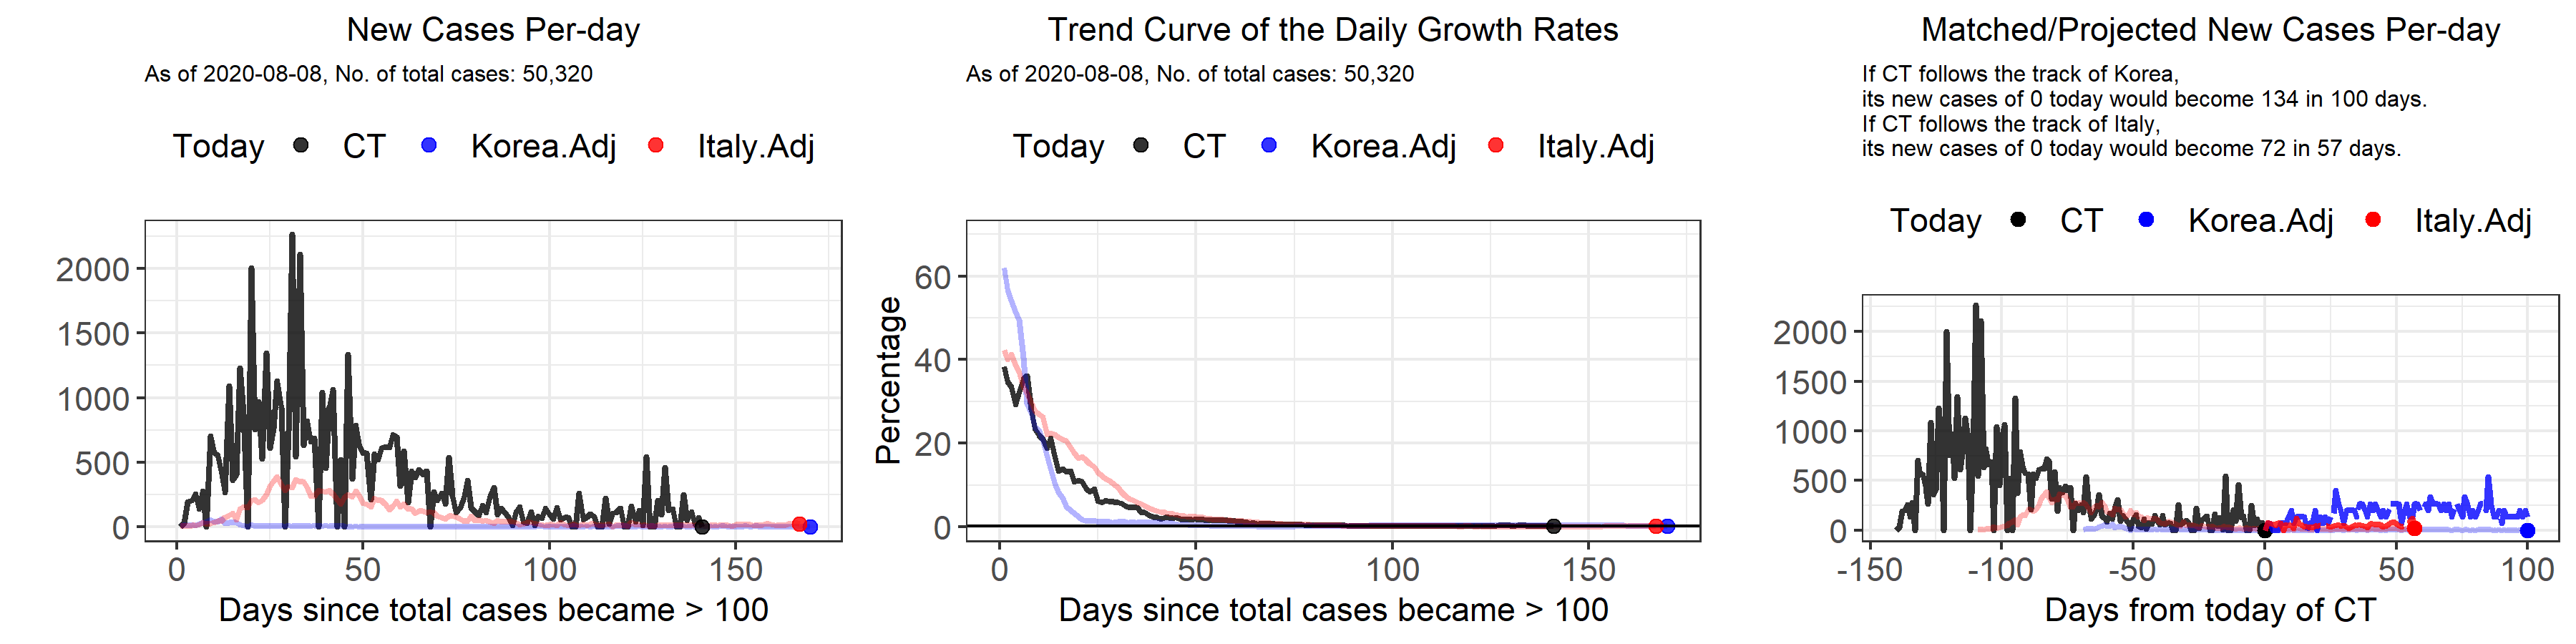 New Cases Per-day
As of 2020-08-08, No. of total cases: 50,320
Today CT Korea.Adj Italy.Adj
2000
1500
1000
500
0
0 50 100 150
Days since total cases became > 100
Trend Curve of the Daily Growth Rates
As of 2020-08-08, No. of total cases: 50,320
Today CT Korea.Adj Italy.Adj
Percentage
60
40
20
0
0 50 100 150
Days since total cases became > 100
Matched/Projected New Cases Per-day
If CT follows the track of Korea,
its new cases of 0 today would become 134 in 100 days.
If CT follows the track of Italy,
its new cases of 0 today would become 72 in 57 days.
Today CT Korea.Adj Italy.Adj
2000
1500
1000
500
0
-150 -100 -50 0 50 100
Days from today of CT